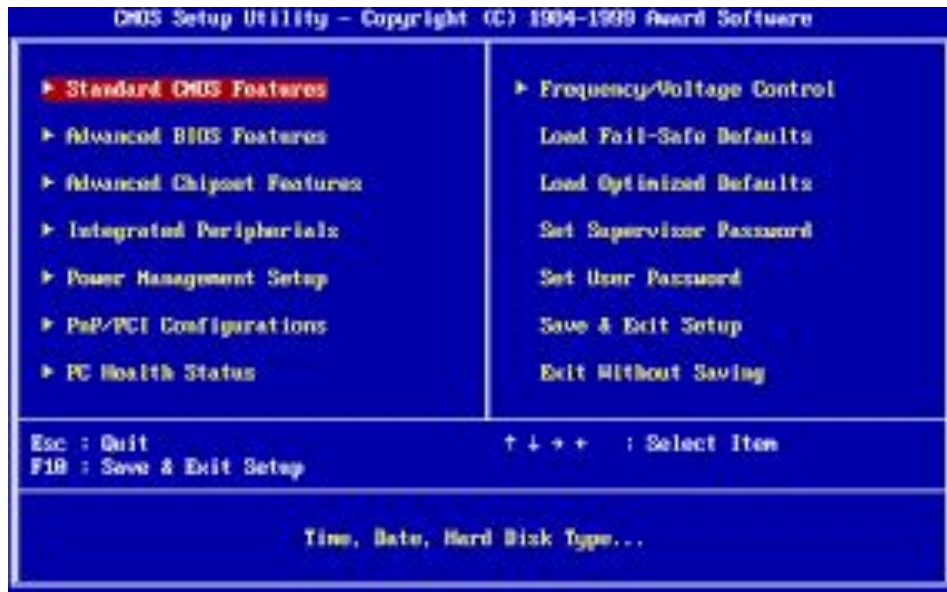 CMOS Setup Utility - Copyright (C) 1984-1999 Award Software
▶ Standard CMOS Features
▶ Advanced BIOS Features
▶ Advanced Chipset Features
▶ Integrated Peripherials
▶ Power Management Setup
▶ PnP/PCI Configurations
▶ PC Health Status
▶ Frequency/Voltage Control
Load Fail-Safe Defaults
Load Optimized Defaults
Set Supervisor Password
Set User Password
Save & Exit Setup
Exit Without Saving
Esc : Quit
F10 : Save & Exit Setup
↑ ↓ → ← : Select Item
Time, Date, Hard Disk Type...